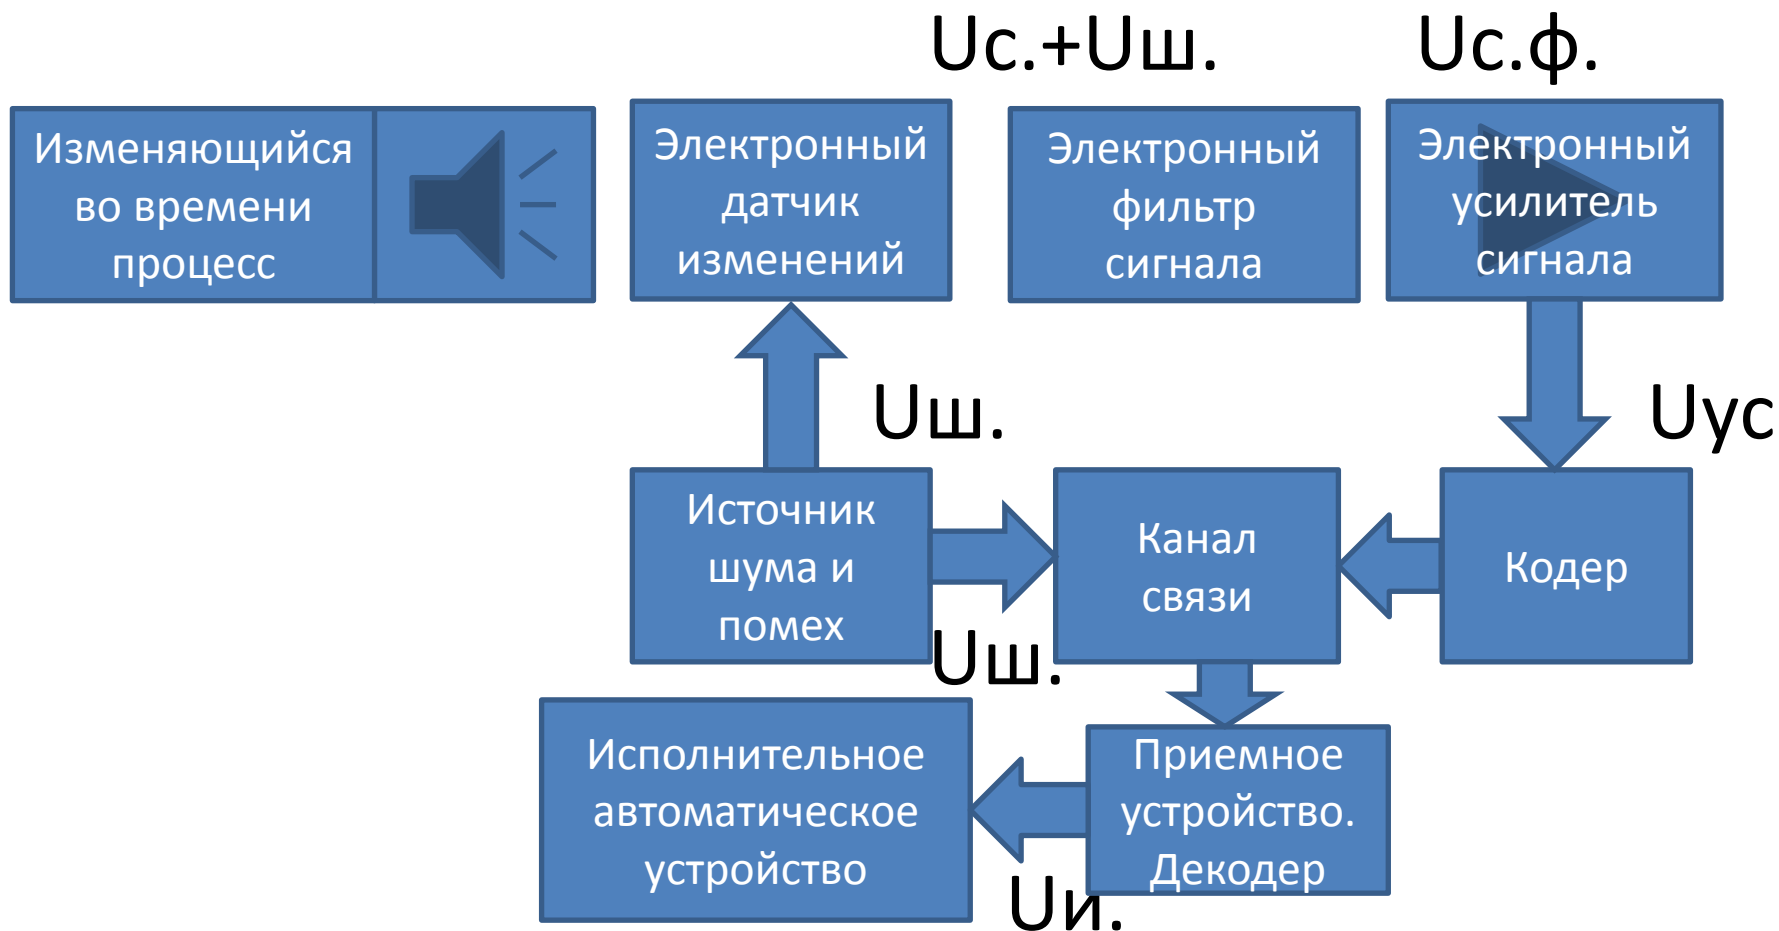 Uс.+Uш.
Uс.ф.
Изменяющийся
во времени
процесс
Электронный
датчик
изменений
Электронный
фильтр
сигнала
Электронный
усилитель
сигнала
Uш.
Uус
Источник
шума и
помех
Канал
связи
Кодер
Uш.
Исполнительное
автоматическое
устройство
Приемное
устройство.
Декодер
Uи.